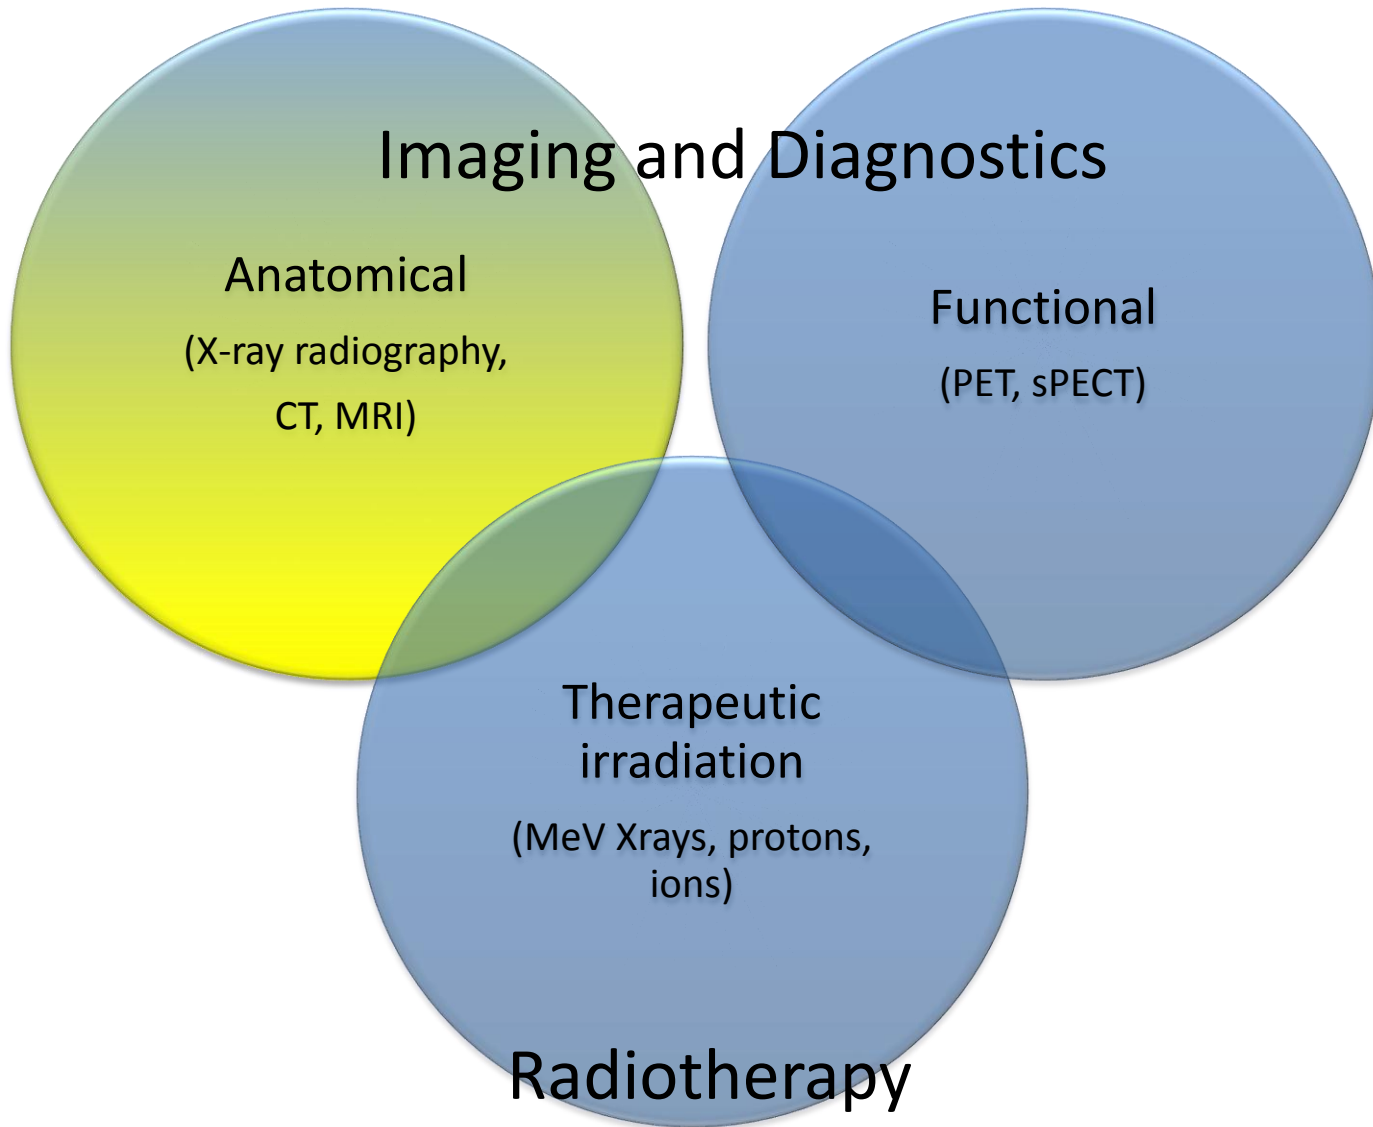 Imaging and Diagnostics
Anatomical
(X-ray radiography,
CT, MRI)
Functional
(PET, sPECT)
Therapeutic
irradiation
(MeV Xrays, protons,
ions)
Radiotherapy